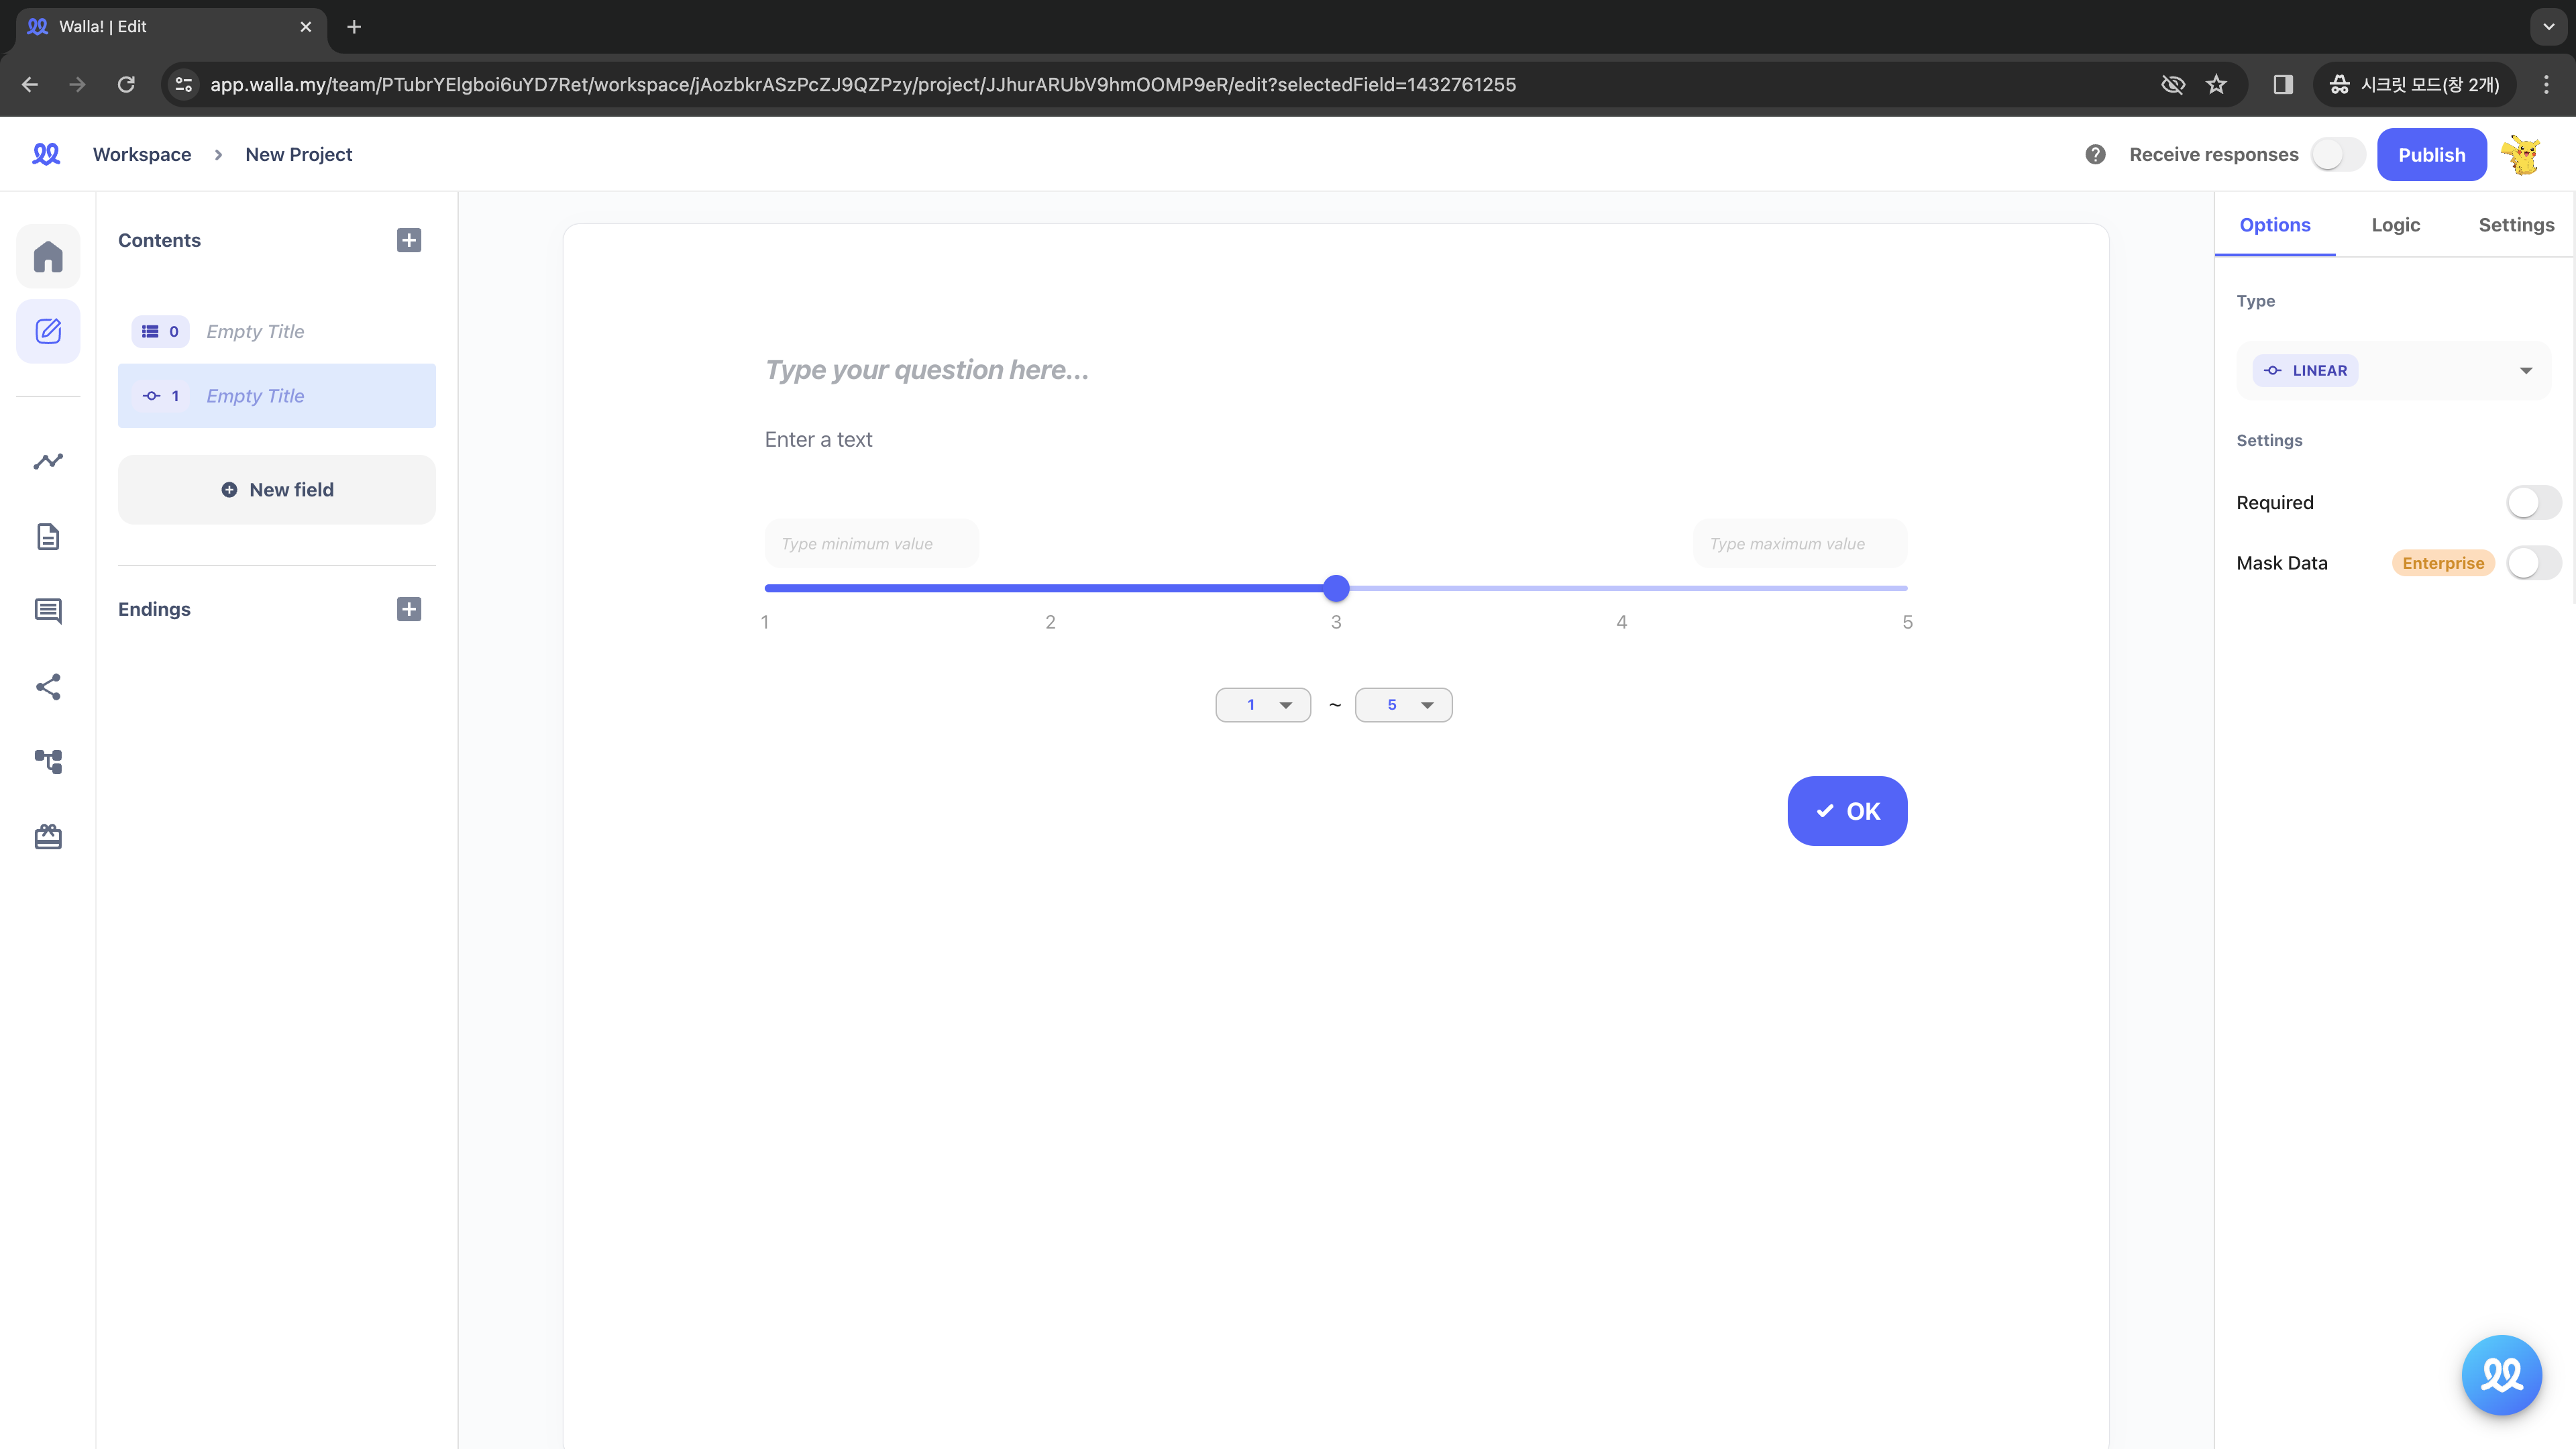 Walla! | Edit
app.walla.my/team/PTubrYElgboi6uYD7Ret/workspace/jAozbkrASzPcZJ9QZPzy/project/JJhurARUbV9hmOOMP9eR/edit?selectedField=1432761255
시크릿 모드(창 2개)
Workspace
New Project
Receive responses
Publish
Contents
0 Empty Title
1 Empty Title
New field
Endings
Type your question here...
Enter a text
Type minimum value
Type maximum value
1 2 3 4 5
1 ~ 5
OK
Options Logic Settings
Type
LINEAR
Settings
Required
Mask Data Enterprise